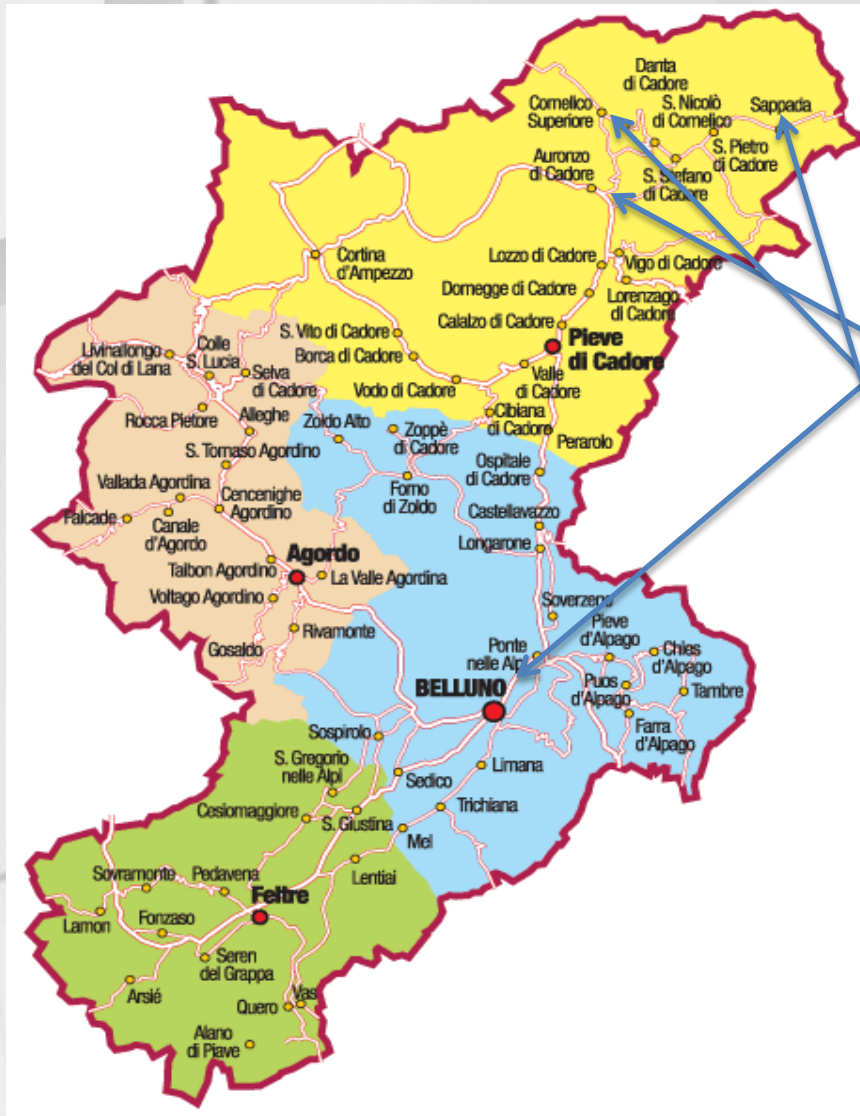 Danta
di Cadore
Comelico
Superiore
S. Nicolò
di Comelico
Sappada
S. Pietro
di Cadore
Auronzo
di Cadore
S. Stefano
di Cadore
Cortina
d'Ampezzo
Lozzo di Cadore
Vigo di Cadore
Domegge di Cadore
Lorenzago
di Cadore
Calalzo di Cadore
S. Vito di Cadore
Pieve
di Cadore
Borca di Cadore
Valle
di Cadore
Vodo di Cadore
Cibiana
di Cadore
Perarolo
Livinallongo
del Col di Lana
Colle
S. Lucia
Selva
di Cadore
Rocca Pietore
Alleghe
Zoldo Alto
Zoppè
di Cadore
S. Tomaso Agordino
Ospitale
di Cadore
Vallada Agordina
Cencenighe
Agordino
Forno
di Zoldo
Falcade
Canale
d'Agordo
Castellavazzo
Longarone
Taibon Agordino
Agordo
La Valle Agordina
Voltago Agordino
Soverzene
Rivamonte
Gosaldo
Pieve
d'Alpago
Ponte
nelle Alpi
Chies
d'Alpago
Puos
d'Alpago
Tambre
BELLUNO
Farra
d'Alpago
Sospirolo
S. Gregorio
nelle Alpi
Sedico
Limana
Cesiomaggiore
S. Giustina
Trichiana
Mel
Sovramonte
Pedavena
Lentiai
Feltre
Lamon
Fonzaso
Seren
del Grappa
Arsié
Quero
Vas
Alano
di Piave